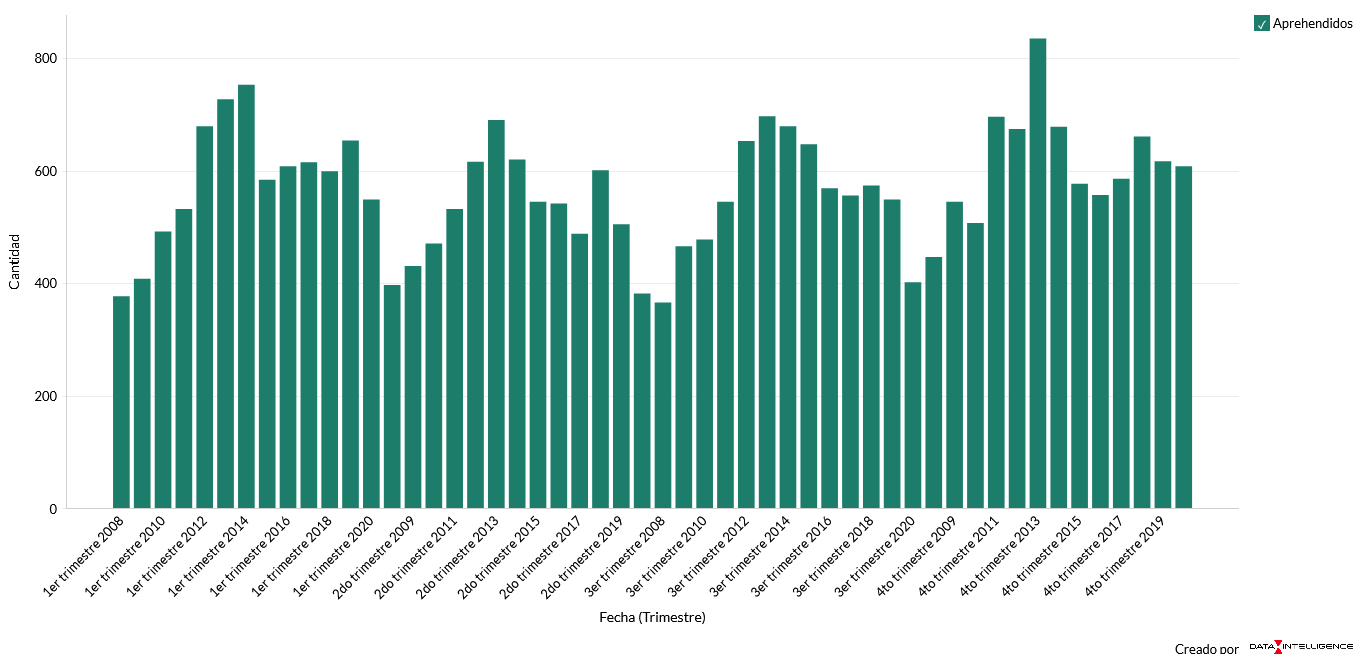 Aprehendidos
800
600
400
200
0
Cantidad
1er trimestre 2008
1er trimestre 2010
1er trimestre 2012
1er trimestre 2014
1er trimestre 2016
1er trimestre 2018
1er trimestre 2020
2do trimestre 2009
2do trimestre 2011
2do trimestre 2013
2do trimestre 2015
2do trimestre 2017
2do trimestre 2019
3er trimestre 2008
3er trimestre 2010
3er trimestre 2012
3er trimestre 2014
3er trimestre 2016
3er trimestre 2018
3er trimestre 2020
4to trimestre 2009
4to trimestre 2011
4to trimestre 2013
4to trimestre 2015
4to trimestre 2017
4to trimestre 2019
Fecha (Trimestre)
Creado por DATA INTELLIGENCE